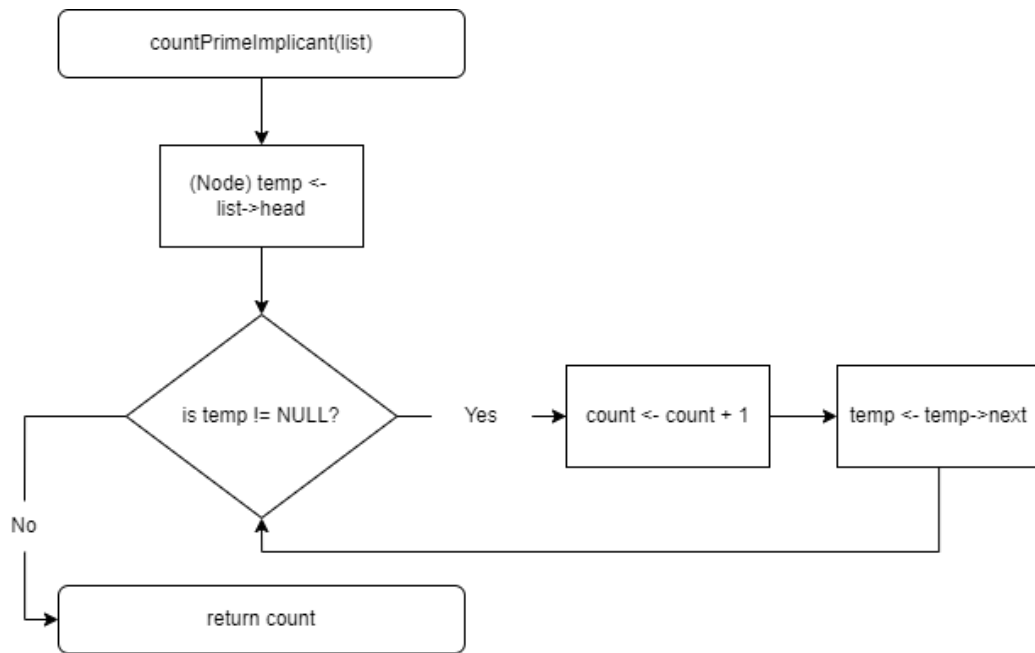 countPrimeImplicant(list)
(Node) temp <-
list->head
is temp != NULL?
Yes
count <- count + 1
temp <- temp->next
No
return count